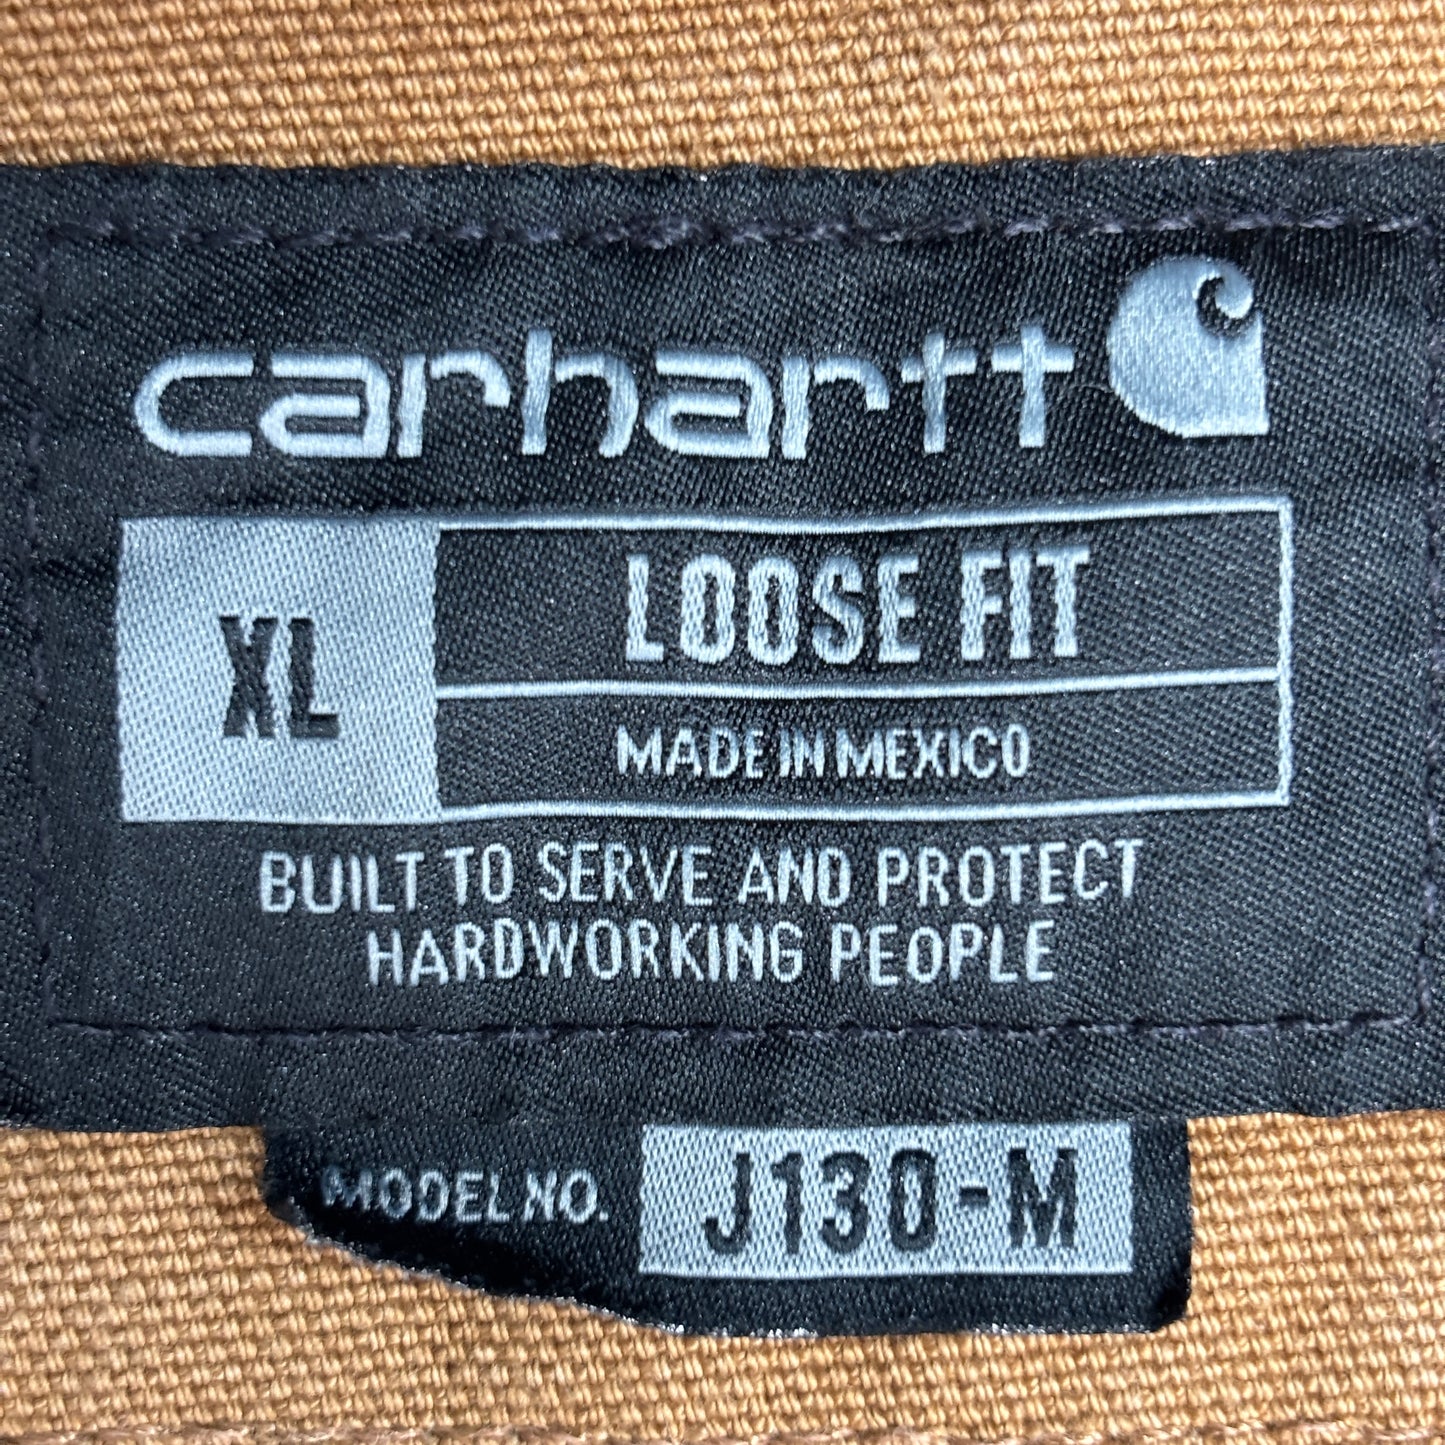 carhartt
XL
LOOSE FIT
MADE IN MEXICO
BUILT TO SERVE AND PROTECT
HARDWORKING PEOPLE
MODEL NO. J130-M